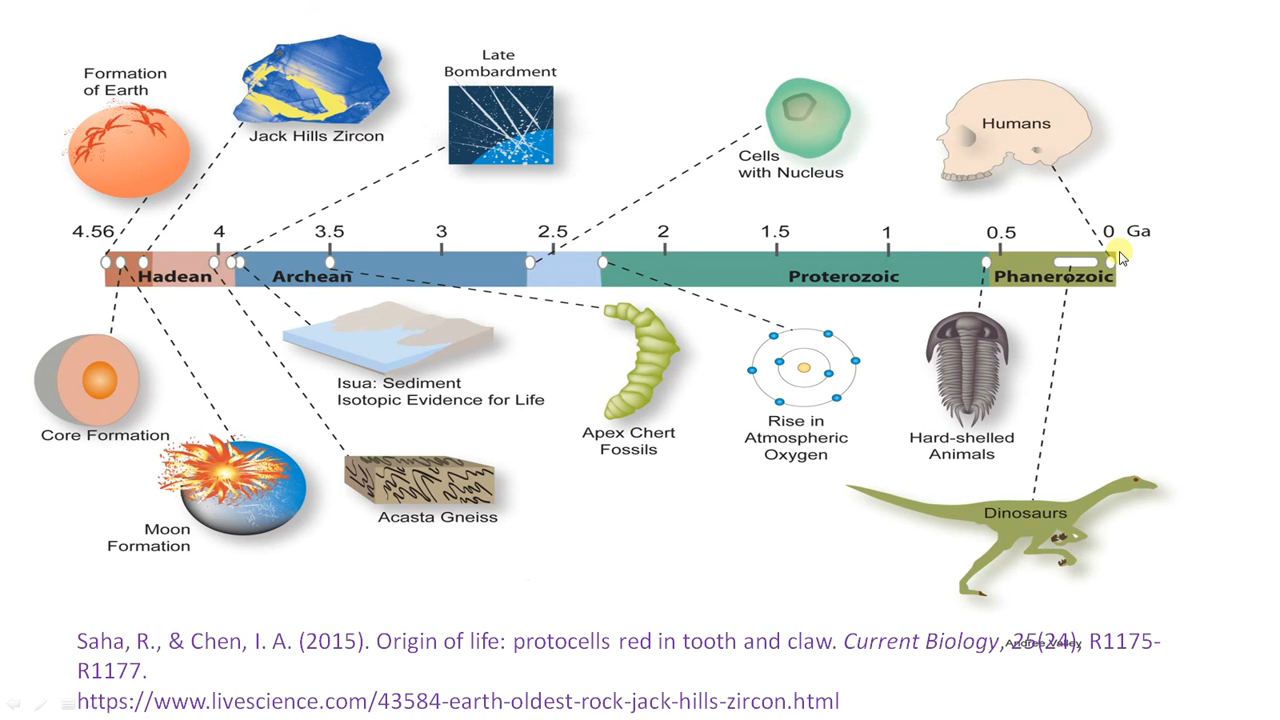 Formation
of Earth
Jack Hills Zircon
Late
Bombardment
Cells
with Nucleus
Humans
4.56 4 3.5 3 2.5 2 1.5 1 0.5 0 Ga
Hadean Archean Proterozoic Phanerozoic
Core Formation
Moon
Formation
Isua: Sediment
Isotopic Evidence for Life
Acasta Gneiss
Apex Chert
Fossils
Rise in
Atmospheric
Oxygen
Hard-shelled
Animals
Dinosaurs
Andree Valley
Saha, R., & Chen, I. A. (2015). Origin of life: protocells red in tooth and claw. Current Biology, 25(24), R1175-
R1177.
https://www.livescience.com/43584-earth-oldest-rock-jack-hills-zircon.html